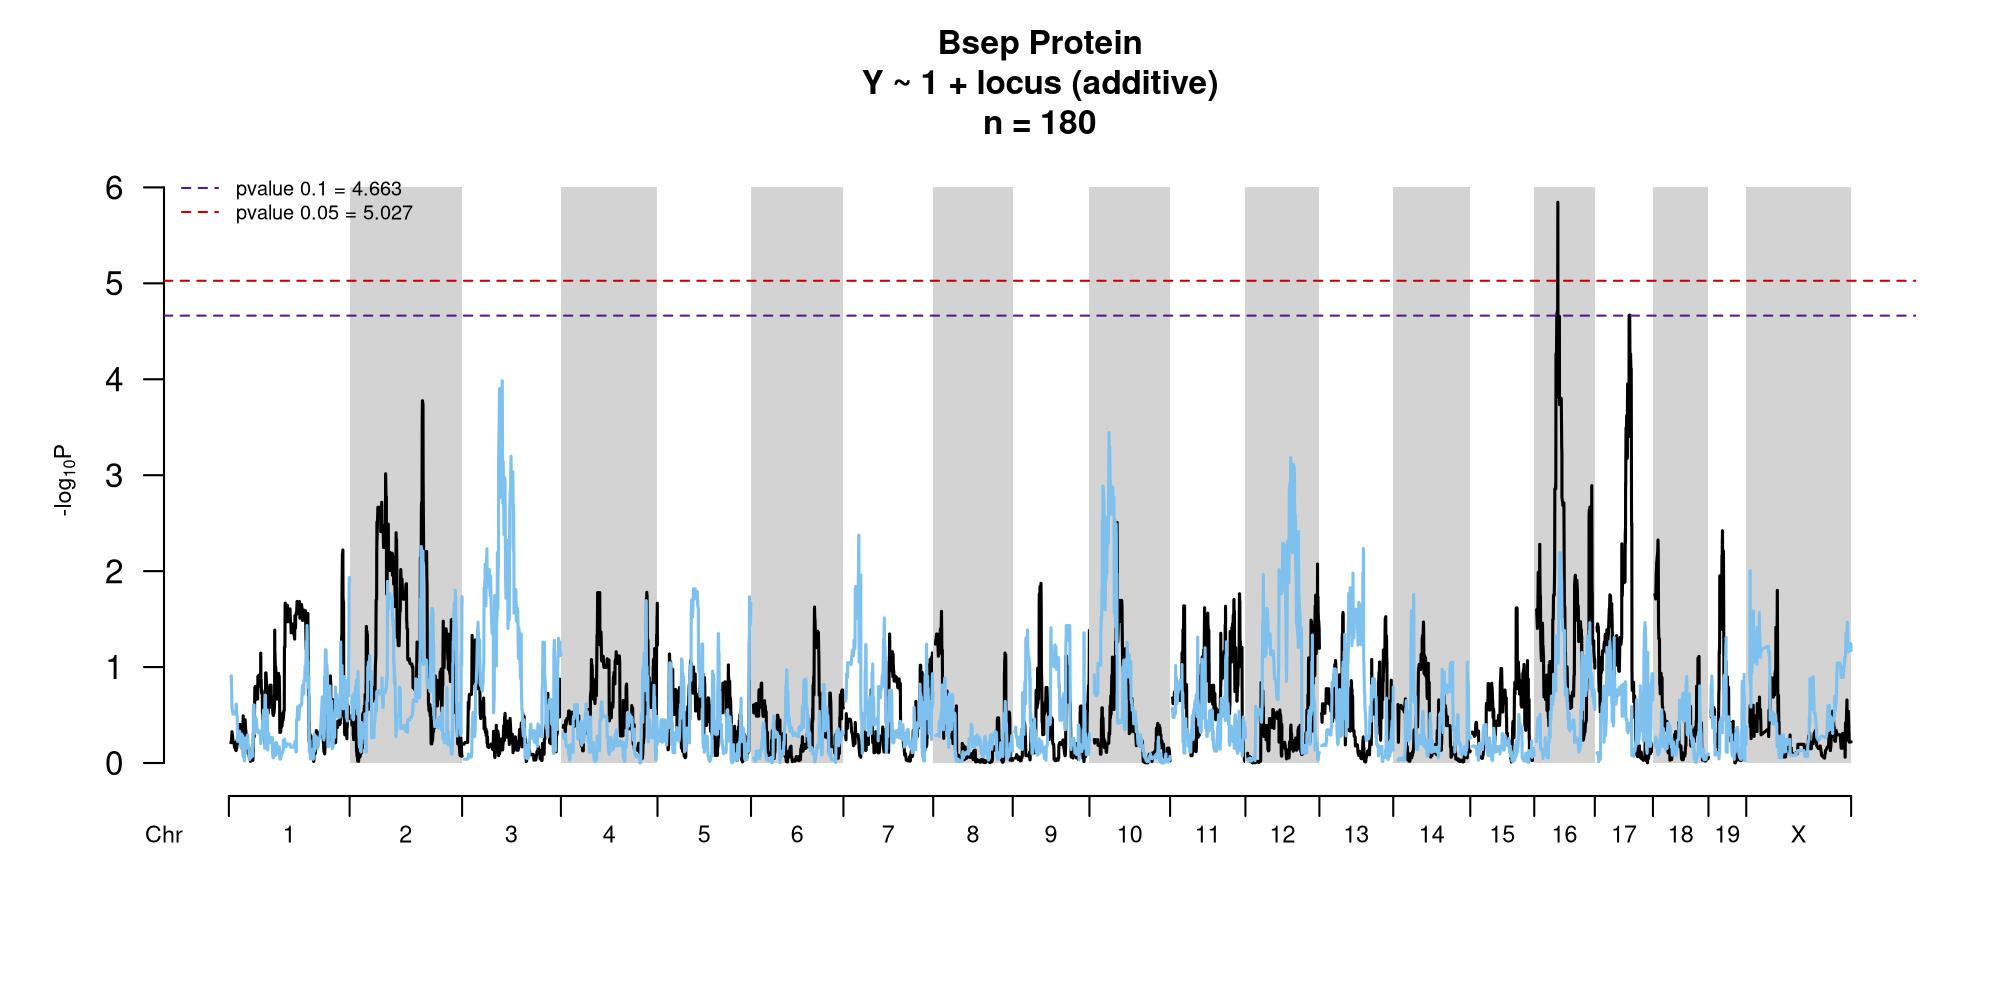 Bsep Protein
Y ~ 1 + locus (additive)
n = 180
6
pvalue 0.1 = 4.663
pvalue 0.05 = 5.027
5
4
3
2
1
0
-log10P
Chr 1 2 3 4 5 6 7 8 9 10 11 12 13 14 15 16 17 18 19 X